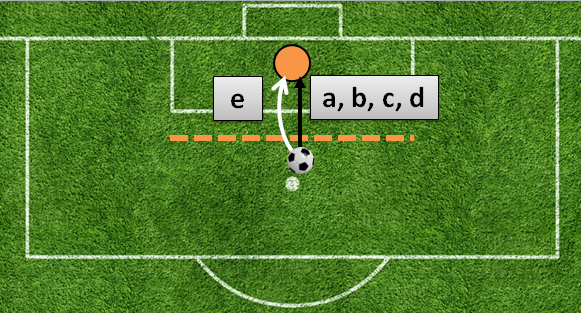 e
a, b, c, d